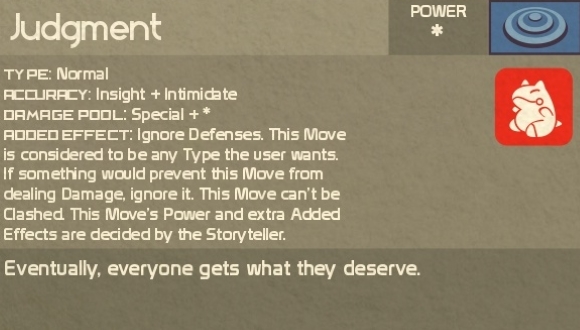 Judgment
POWER
*
TYPE: Normal
ACCURACY: Insight + Intimidate
DAMAGE POOL: Special + *
ADDED EFFECT: Ignore Defenses. This Move
is considered to be any Type the user wants.
If something would prevent this Move from
dealing Damage, ignore it. This Move can't be
Clashed. This Move's Power and extra Added
Effects are decided by the Storyteller.
Eventually, everyone gets what they deserve.